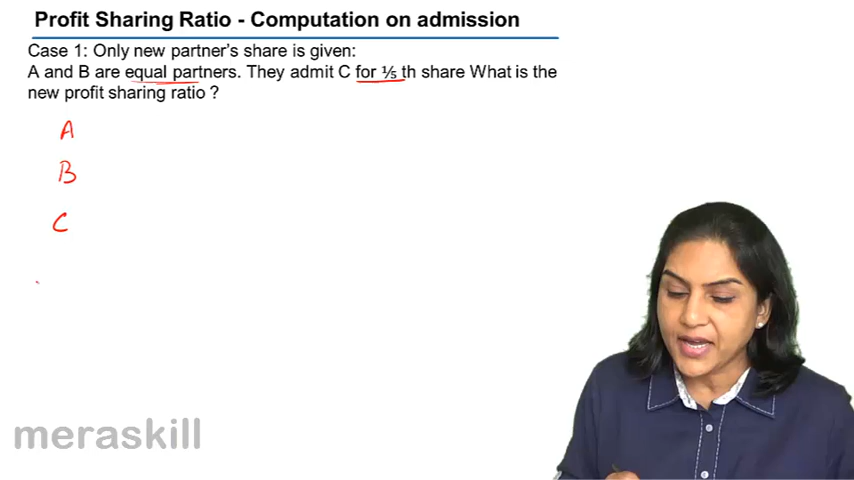 Profit Sharing Ratio - Computation on admission
Case 1: Only new partner's share is given:
A and B are equal partners. They admit C for ⅕ th share What is the
new profit sharing ratio ?
A
B
C
meraskill